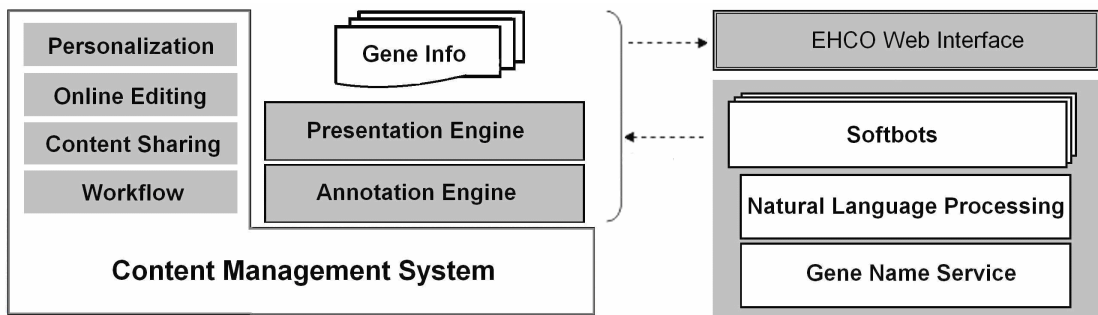 Personalization
Online Editing
Content Sharing
Workflow
Content Management System
Gene Info
Presentation Engine
Annotation Engine
EHCO Web Interface
Softbots
Natural Language Processing
Gene Name Service